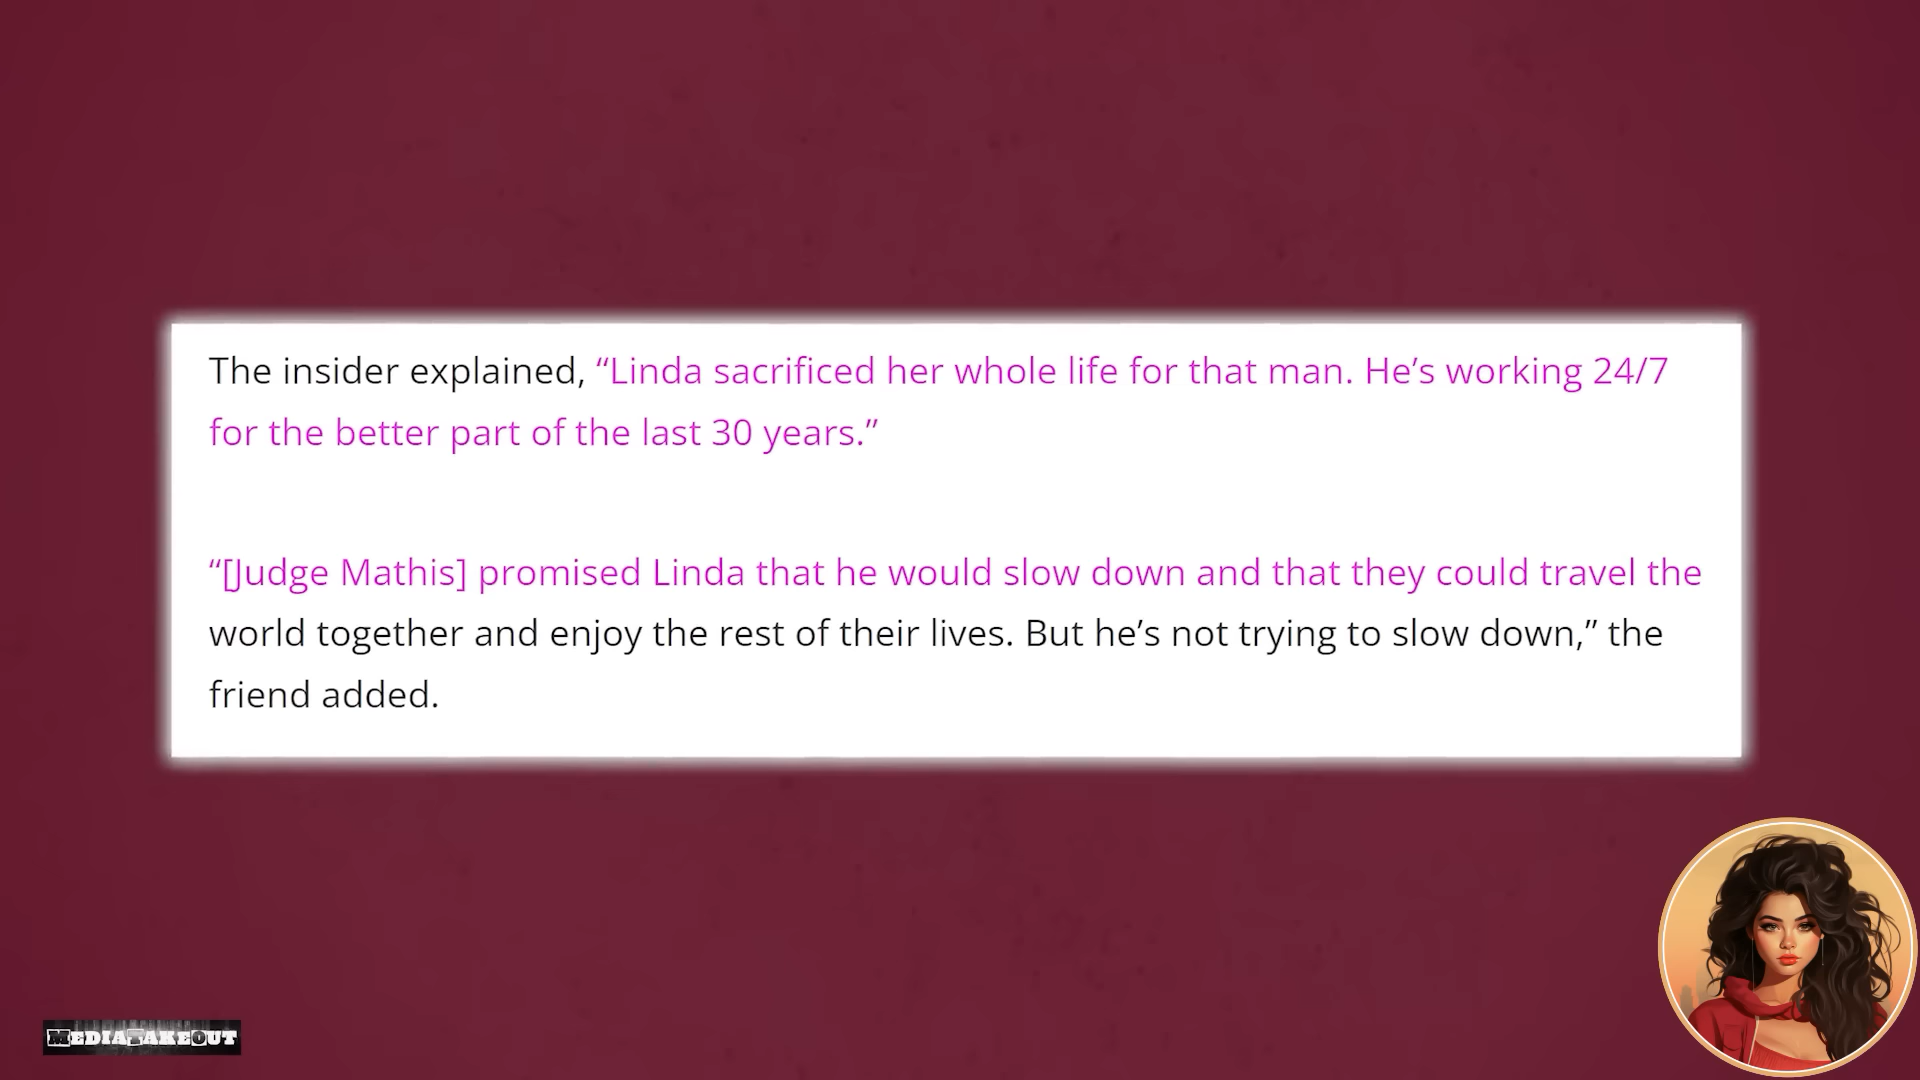 The insider explained, “Linda sacrificed her whole life for that man. He’s working 24/7
for the better part of the last 30 years.”
“[Judge Mathis] promised Linda that he would slow down and that they could travel the
world together and enjoy the rest of their lives. But he’s not trying to slow down,” the
friend added.
MEDIATAKEOUT